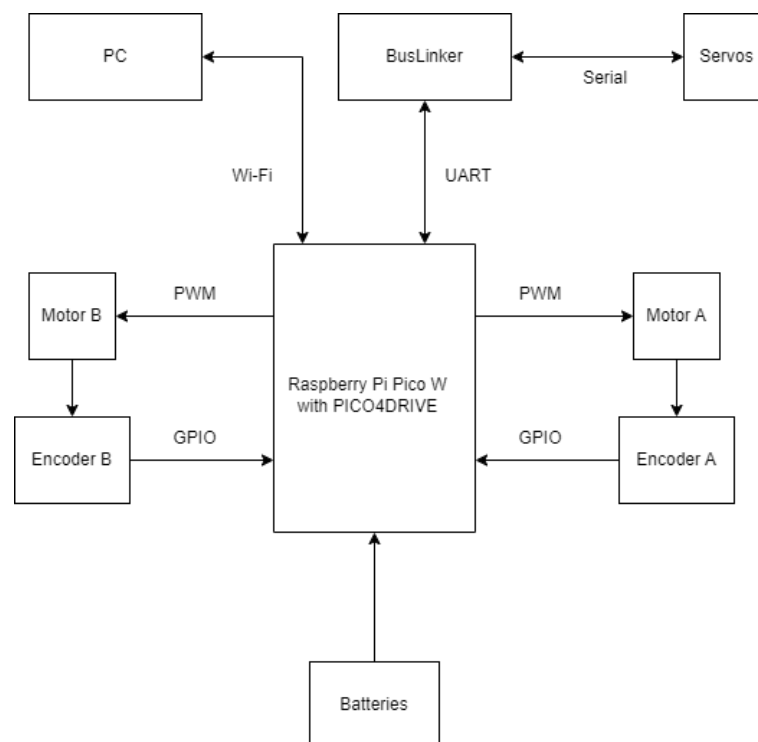 PC
BusLinker
Servos
Serial
Wi-Fi
UART
Motor B
PWM
PWM
Motor A
Raspberry Pi Pico W
with PICO4DRIVE
Encoder B
GPIO
GPIO
Encoder A
Batteries